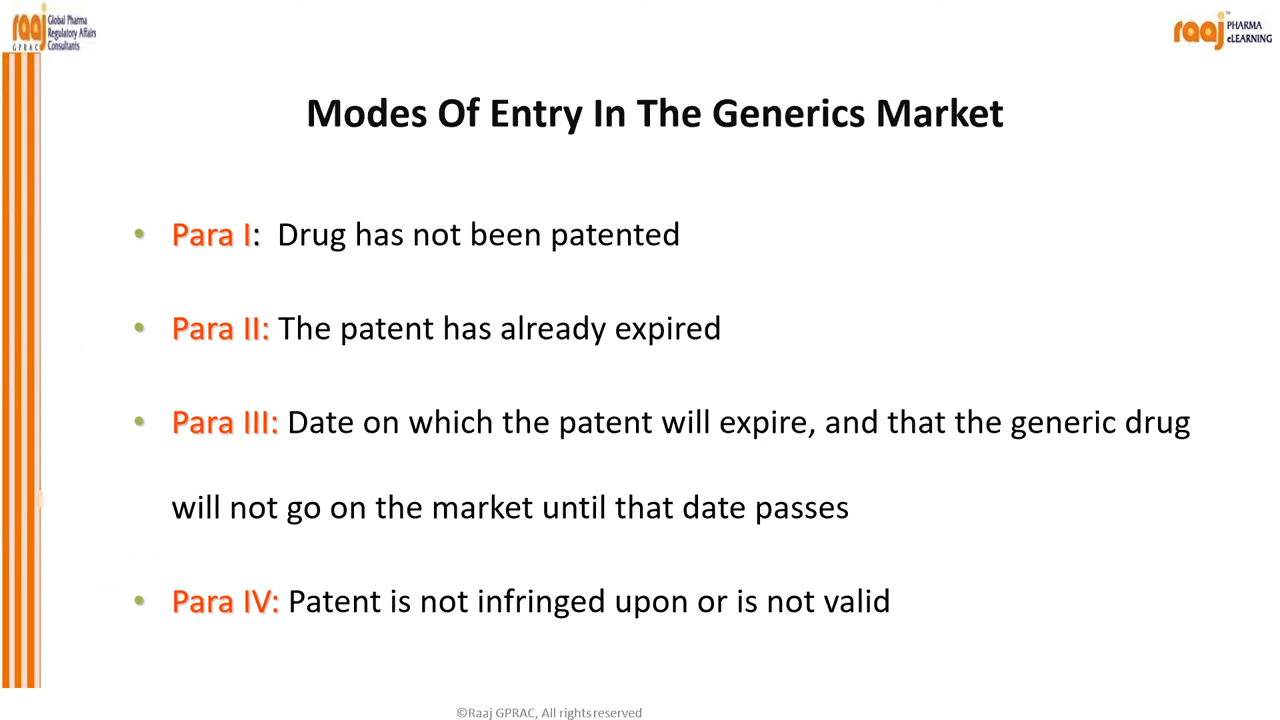 raaj Global Pharma
Regulatory Affairs
GPRAC Consultants
raaj PHARMA
eLEARNING
Modes Of Entry In The Generics Market
• Para I: Drug has not been patented
• Para II: The patent has already expired
• Para III: Date on which the patent will expire, and that the generic drug
will not go on the market until that date passes
• Para IV: Patent is not infringed upon or is not valid
©Raaj GPRAC, All rights reserved